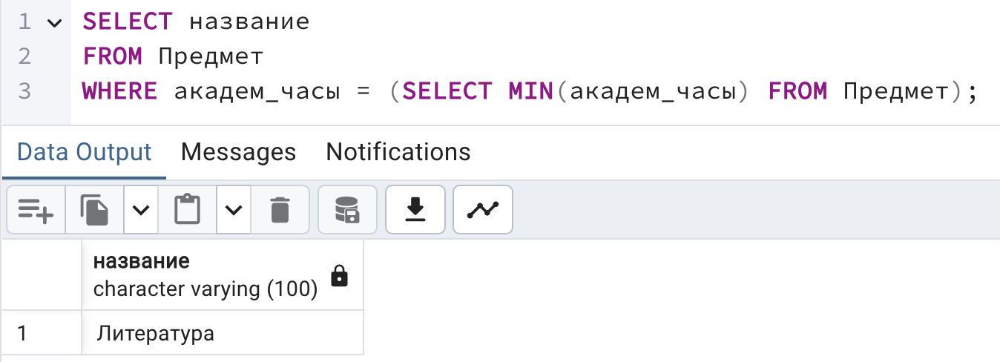 1 SELECT название
2 FROM Предмет
3 WHERE академ_часы = (SELECT MIN(академ_часы) FROM Предмет);
Data Output Messages Notifications
название
character varying (100)
1 Литература